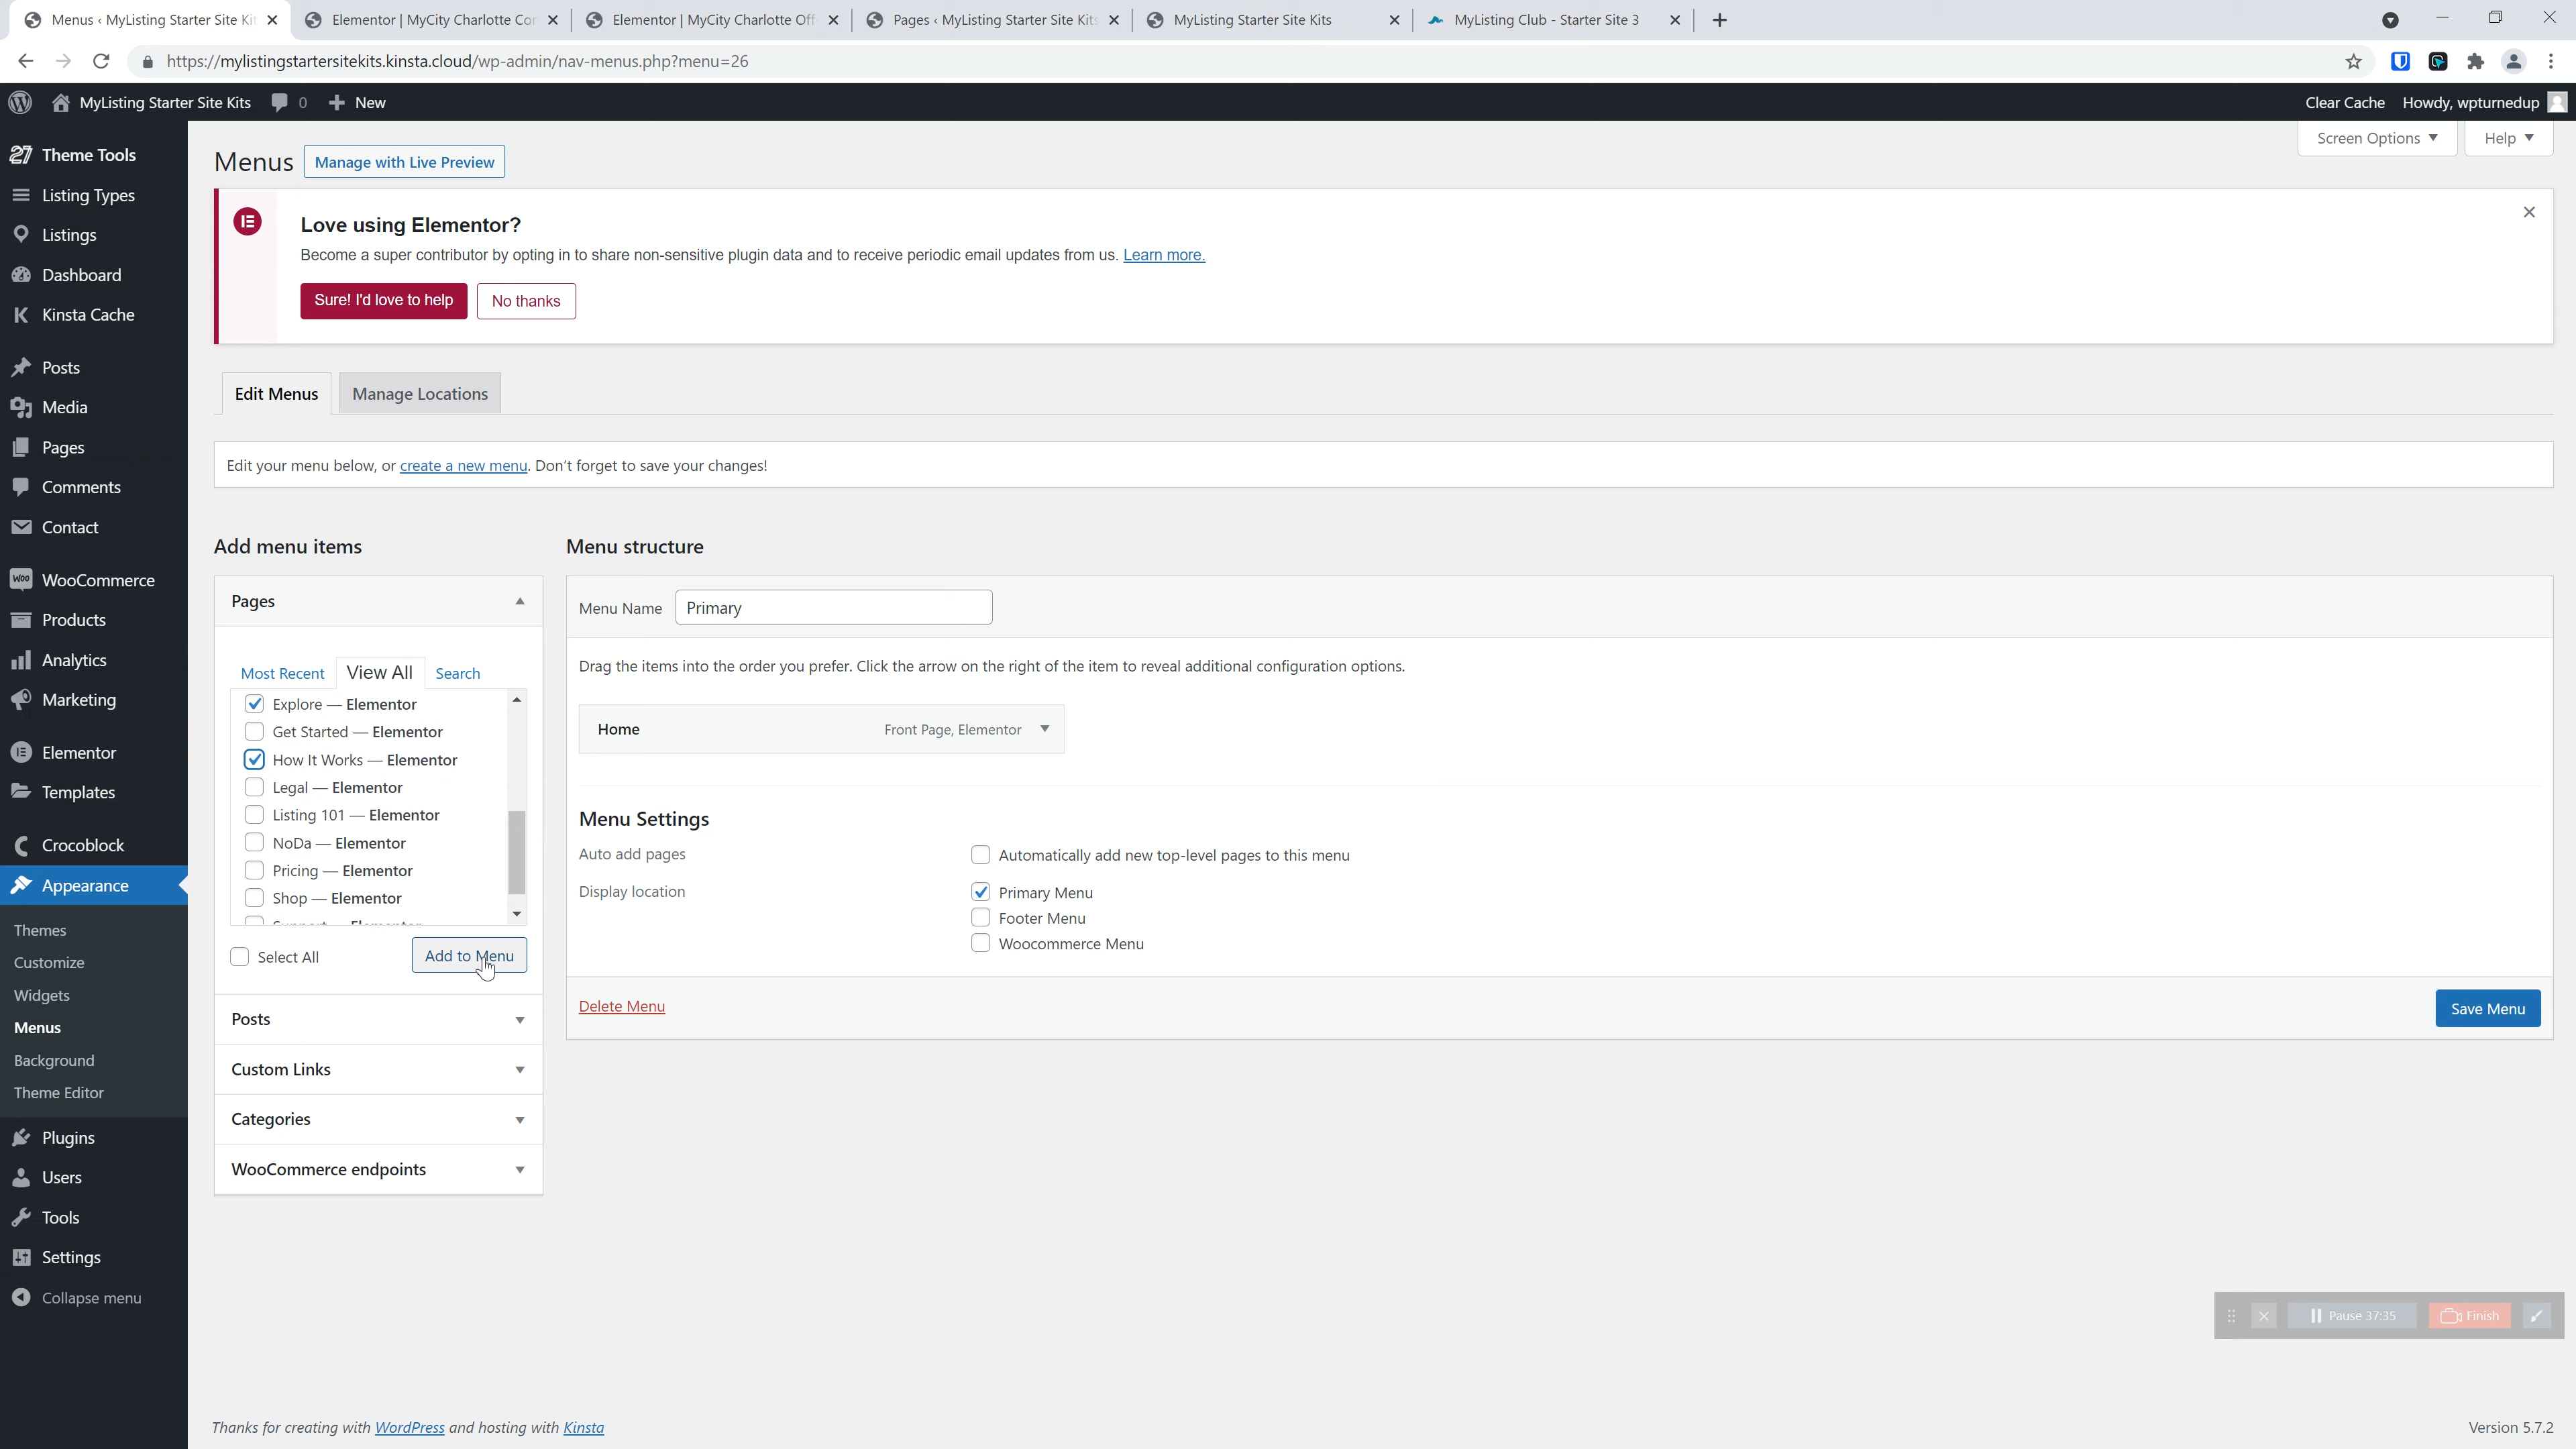 Menus ‹ MyListing Starter Site Ki
Elementor | MyCity Charlotte Co
Elementor | MyCity Charlotte Off
Pages ‹ MyListing Starter Site Kits
MyListing Starter Site Kits
MyListing Club - Starter Site 3
https://mylistingstartersitekits.kinsta.cloud/wp-admin/nav-menus.php?menu=26
MyListing Starter Site Kits
0
New
Clear Cache
Howdy, wpturnedup
27 Theme Tools
Listing Types
Listings
Dashboard
K Kinsta Cache
Posts
Media
Pages
Comments
Contact
Woo WooCommerce
Products
Analytics
Marketing
Elementor
Templates
Crocoblock
Appearance
Themes
Customize
Widgets
Menus
Background
Theme Editor
Plugins
Users
Tools
Settings
Collapse menu
Screen Options
Help
Menus
Manage with Live Preview
Love using Elementor?
Become a super contributor by opting in to share non-sensitive plugin data and to receive periodic email updates from us. Learn more.
Sure! I'd love to help
No thanks
Edit Menus
Manage Locations
Edit your menu below, or create a new menu. Don't forget to save your changes!
Add menu items
Pages
Most Recent
View All
Search
Explore — Elementor
Get Started — Elementor
How It Works — Elementor
Legal — Elementor
Listing 101 — Elementor
NoDa — Elementor
Pricing — Elementor
Shop — Elementor
Select All
Add to Menu
Posts
Custom Links
Categories
WooCommerce endpoints
Menu structure
Menu Name
Primary
Drag the items into the order you prefer. Click the arrow on the right of the item to reveal additional configuration options.
Home
Front Page, Elementor
Menu Settings
Auto add pages
Automatically add new top-level pages to this menu
Display location
Primary Menu
Footer Menu
Woocommerce Menu
Delete Menu
Save Menu
Pause 37:35
Finish
Thanks for creating with WordPress and hosting with Kinsta
Version 5.7.2